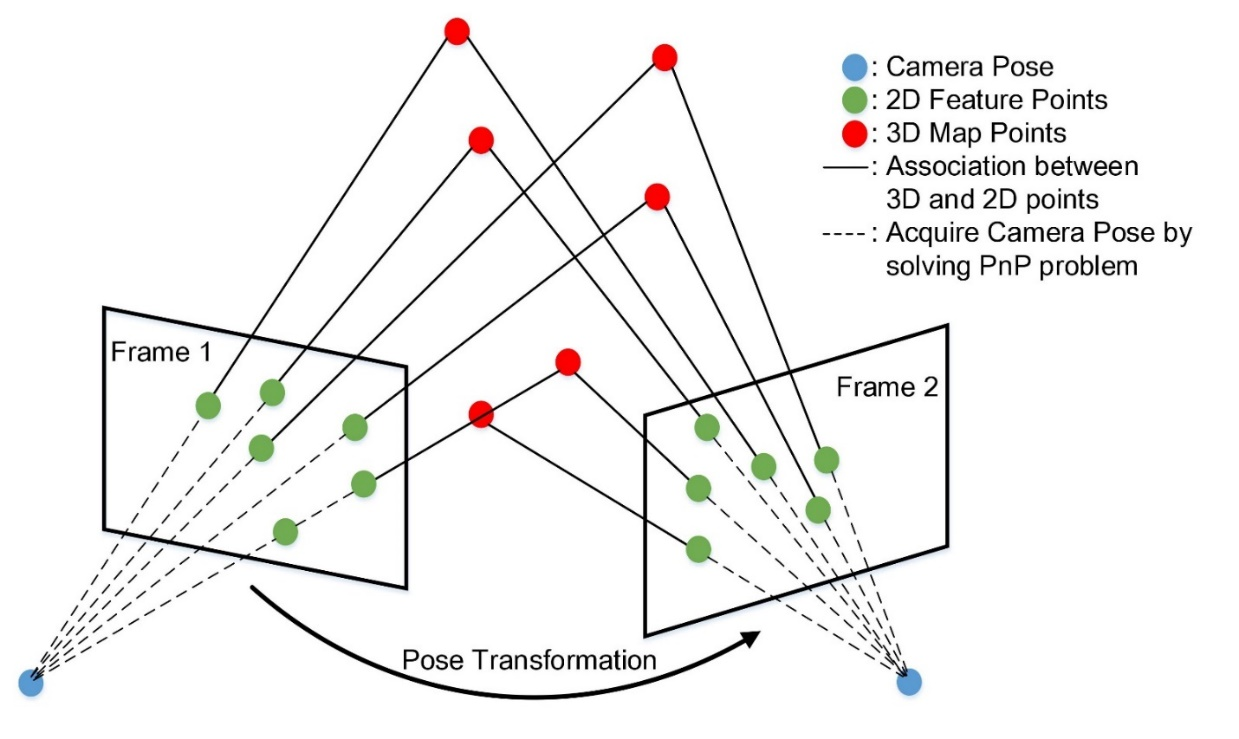 : Camera Pose
: 2D Feature Points
: 3D Map Points
: Association between
3D and 2D points
: Acquire Camera Pose by
solving PnP problem
Frame 1
Frame 2
Pose Transformation